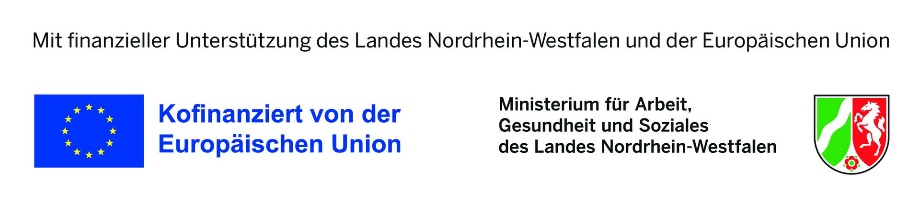 Mit finanzieller Unterstützung des Landes Nordrhein-Westfalen und der Europäischen Union
Kofinanziert von der
Europäischen Union
Ministerium für Arbeit,
Gesundheit und Soziales
des Landes Nordrhein-Westfalen